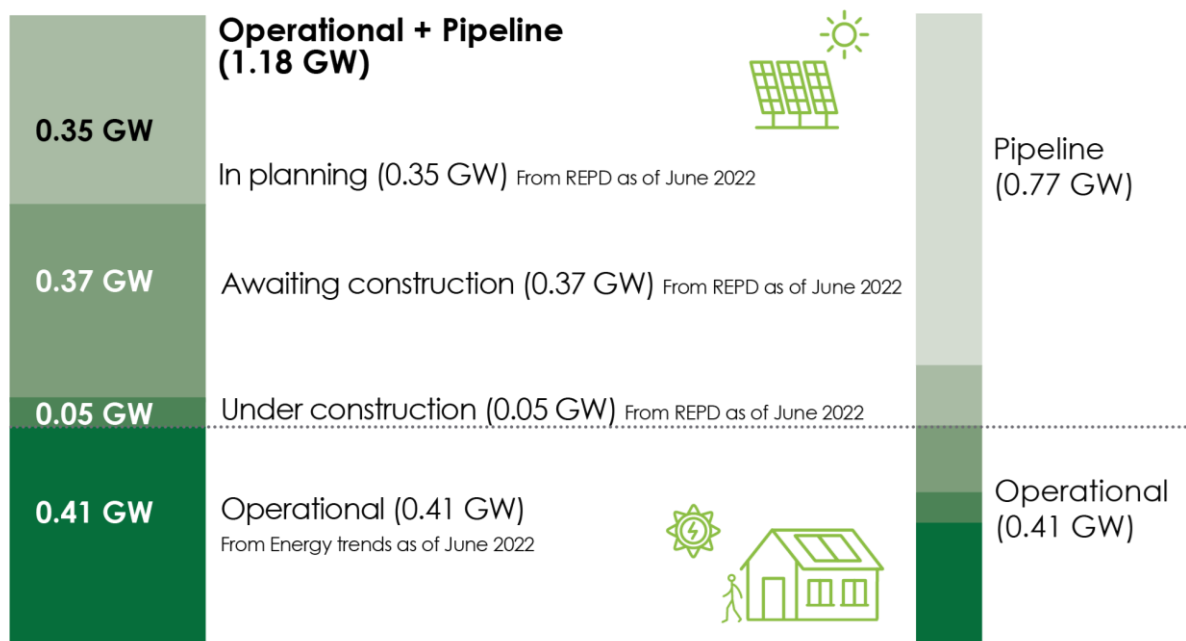 Operational + Pipeline
(1.18 GW)
0.35 GW
In planning (0.35 GW) From REPD as of June 2022
Pipeline
(0.77 GW)
0.37 GW
Awaiting construction (0.37 GW) From REPD as of June 2022
0.05 GW
Under construction (0.05 GW) From REPD as of June 2022
0.41 GW
Operational (0.41 GW)
From Energy trends as of June 2022
Operational
(0.41 GW)